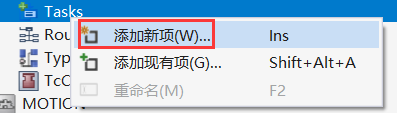 Tasks
Rou
添加新项(W)... Ins
Typ
添加现有项(G)... Shift+Alt+A
TcC
重命名(M) F2
MOTION